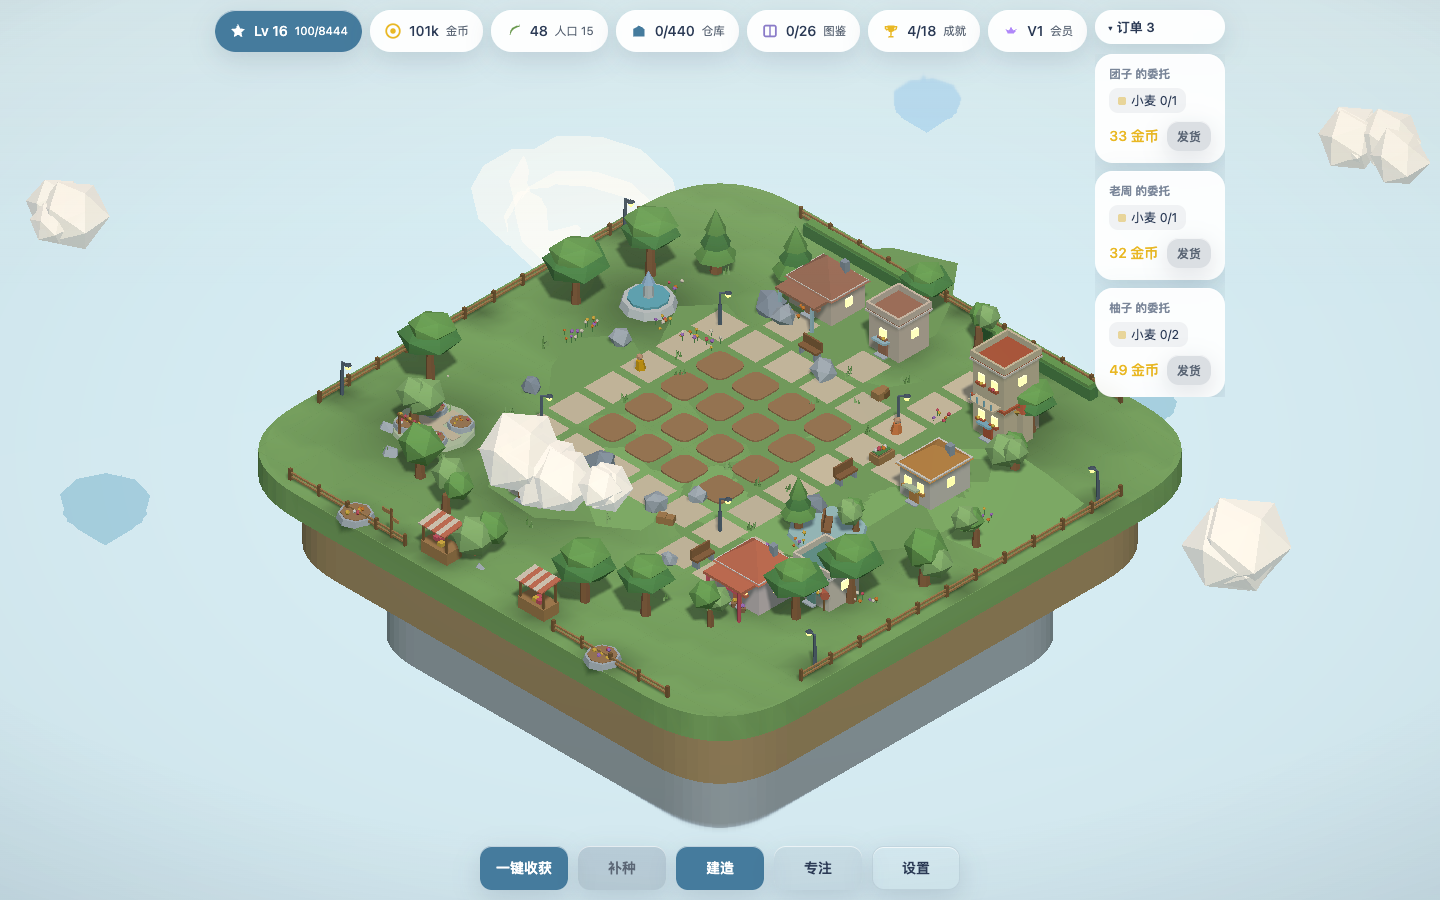 Lv 16 100/8444
101k 金币
48 人口 15
0/440 仓库
0/26 图鉴
4/18 成就
V1 会员
▾ 订单 3
团子 的委托
小麦 0/1
33 金币 发货
老周 的委托
小麦 0/1
32 金币 发货
柚子 的委托
小麦 0/2
49 金币 发货
一键收获
补种
建造
专注
设置